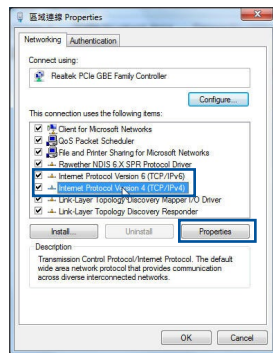 區域連線 Properties
Networking
Authentication
Connect using:
Realtek PCIe GBE Family Controller
Configure...
This connection uses the following items:
Client for Microsoft Networks
QoS Packet Scheduler
File and Printer Sharing for Microsoft Networks
Rawether NDIS 6.X SPR Protocol Driver
Internet Protocol Version 6 (TCP/IPv6)
Internet Protocol Version 4 (TCP/IPv4)
Link-Layer Topology Discovery Mapper I/O Driver
Link-Layer Topology Discovery Responder
Install...
Uninstall
Properties
Description
Transmission Control Protocol/Internet Protocol. The default
wide area network protocol that provides communication
across diverse interconnected networks.
OK
Cancel